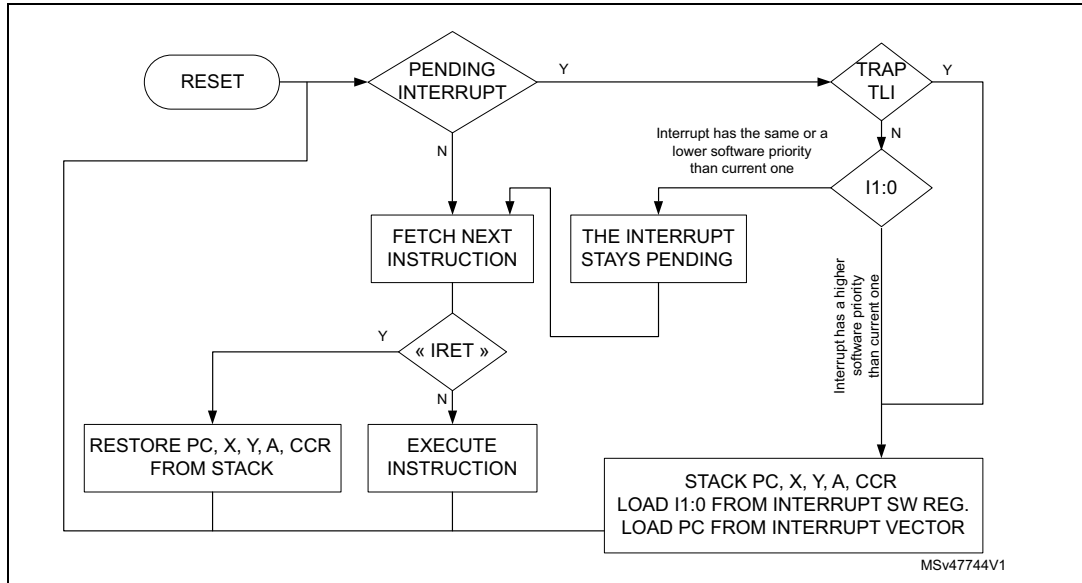 RESET
PENDING
INTERRUPT
Y
TRAP
TLI
Y
N
N
Interrupt has the same or a
lower software priority
than current one
I1:0
FETCH NEXT
INSTRUCTION
THE INTERRUPT
STAYS PENDING
Interrupt has a higher
software priority
than current one
Y
« IRET »
N
RESTORE PC, X, Y, A, CCR
FROM STACK
EXECUTE
INSTRUCTION
STACK PC, X, Y, A, CCR
LOAD I1:0 FROM INTERRUPT SW REG.
LOAD PC FROM INTERRUPT VECTOR
MSv47744V1